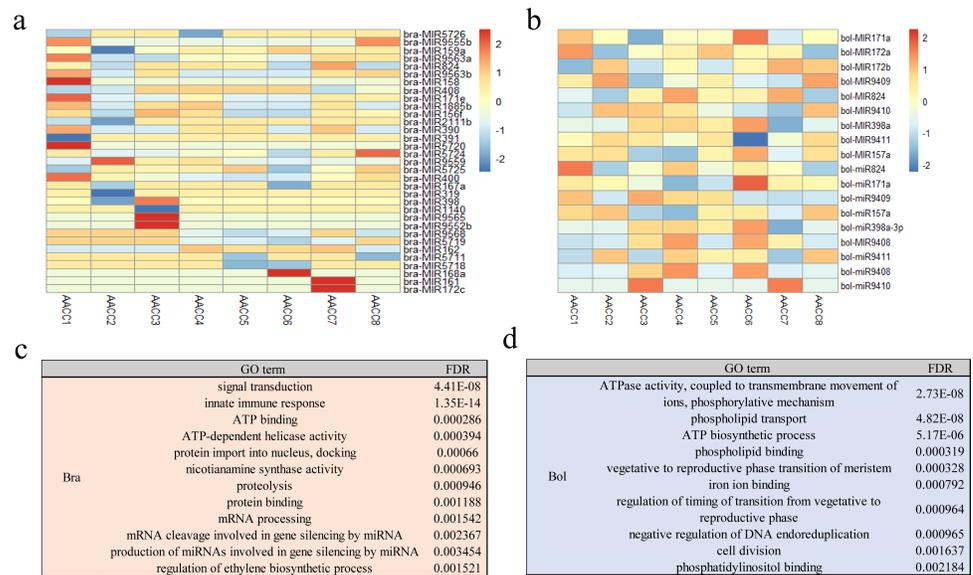 a
bra-MIR5726
bra-MIR9555b
bra-MIR159a
bra-MIR9563a
bra-MIR824
bra-MIR9563b
bra-MIR158
bra-MIR408
bra-MIR171e
bra-MIR1885b
bra-MIR156f
bra-MIR2111b
bra-MIR390
bra-MIR391
bra-MIR5720
bra-MIR5724
bra-MIR9559
bra-MIR5725
bra-MIR400
bra-MIR167a
bra-MIR319
bra-MIR398
bra-MIR1140
bra-MIR9565
bra-MIR9552b
bra-MIR9568
bra-MIR5719
bra-MIR162
bra-MIR5711
bra-MIR5718
bra-MIR168a
bra-MIR161
bra-MIR172c
2
1
0
-1
-2
AACC1
AACC2
AACC3
AACC4
AACC5
AACC6
AACC7
AACC8
b
bol-MIR171a
bol-MIR172a
bol-MIR172b
bol-MIR9409
bol-MIR824
bol-MIR9410
bol-MIR398a
bol-MIR9411
bol-MIR157a
bol-miR824
bol-miR171a
bol-miR9409
bol-miR157a
bol-miR398a-3p
bol-MIR9408
bol-miR9411
bol-miR9408
bol-miR9410
2
1
0
-1
-2
AACC1
AACC2
AACC3
AACC4
AACC5
AACC6
AACC7
AACC8
c
GO term FDR
Bra
signal transduction 4.41E-08
innate immune response 1.35E-14
ATP binding 0.000286
ATP-dependent helicase activity 0.000394
protein import into nucleus, docking 0.00066
nicotianamine synthase activity 0.000693
proteolysis 0.000946
protein binding 0.001188
mRNA processing 0.001542
mRNA cleavage involved in gene silencing by miRNA 0.002367
production of miRNAs involved in gene silencing by miRNA 0.003454
regulation of ethylene biosynthetic process 0.001521
d
GO term FDR
Bol
ATPase activity, coupled to transmembrane movement of
ions, phosphorylative mechanism 2.73E-08
phospholipid transport 4.82E-08
ATP biosynthetic process 5.17E-06
phospholipid binding 0.000319
vegetative to reproductive phase transition of meristem 0.000328
iron ion binding 0.000792
regulation of timing of transition from vegetative to
reproductive phase 0.000964
negative regulation of DNA endoreduplication 0.000965
cell division 0.001637
phosphatidylinositol binding 0.002184